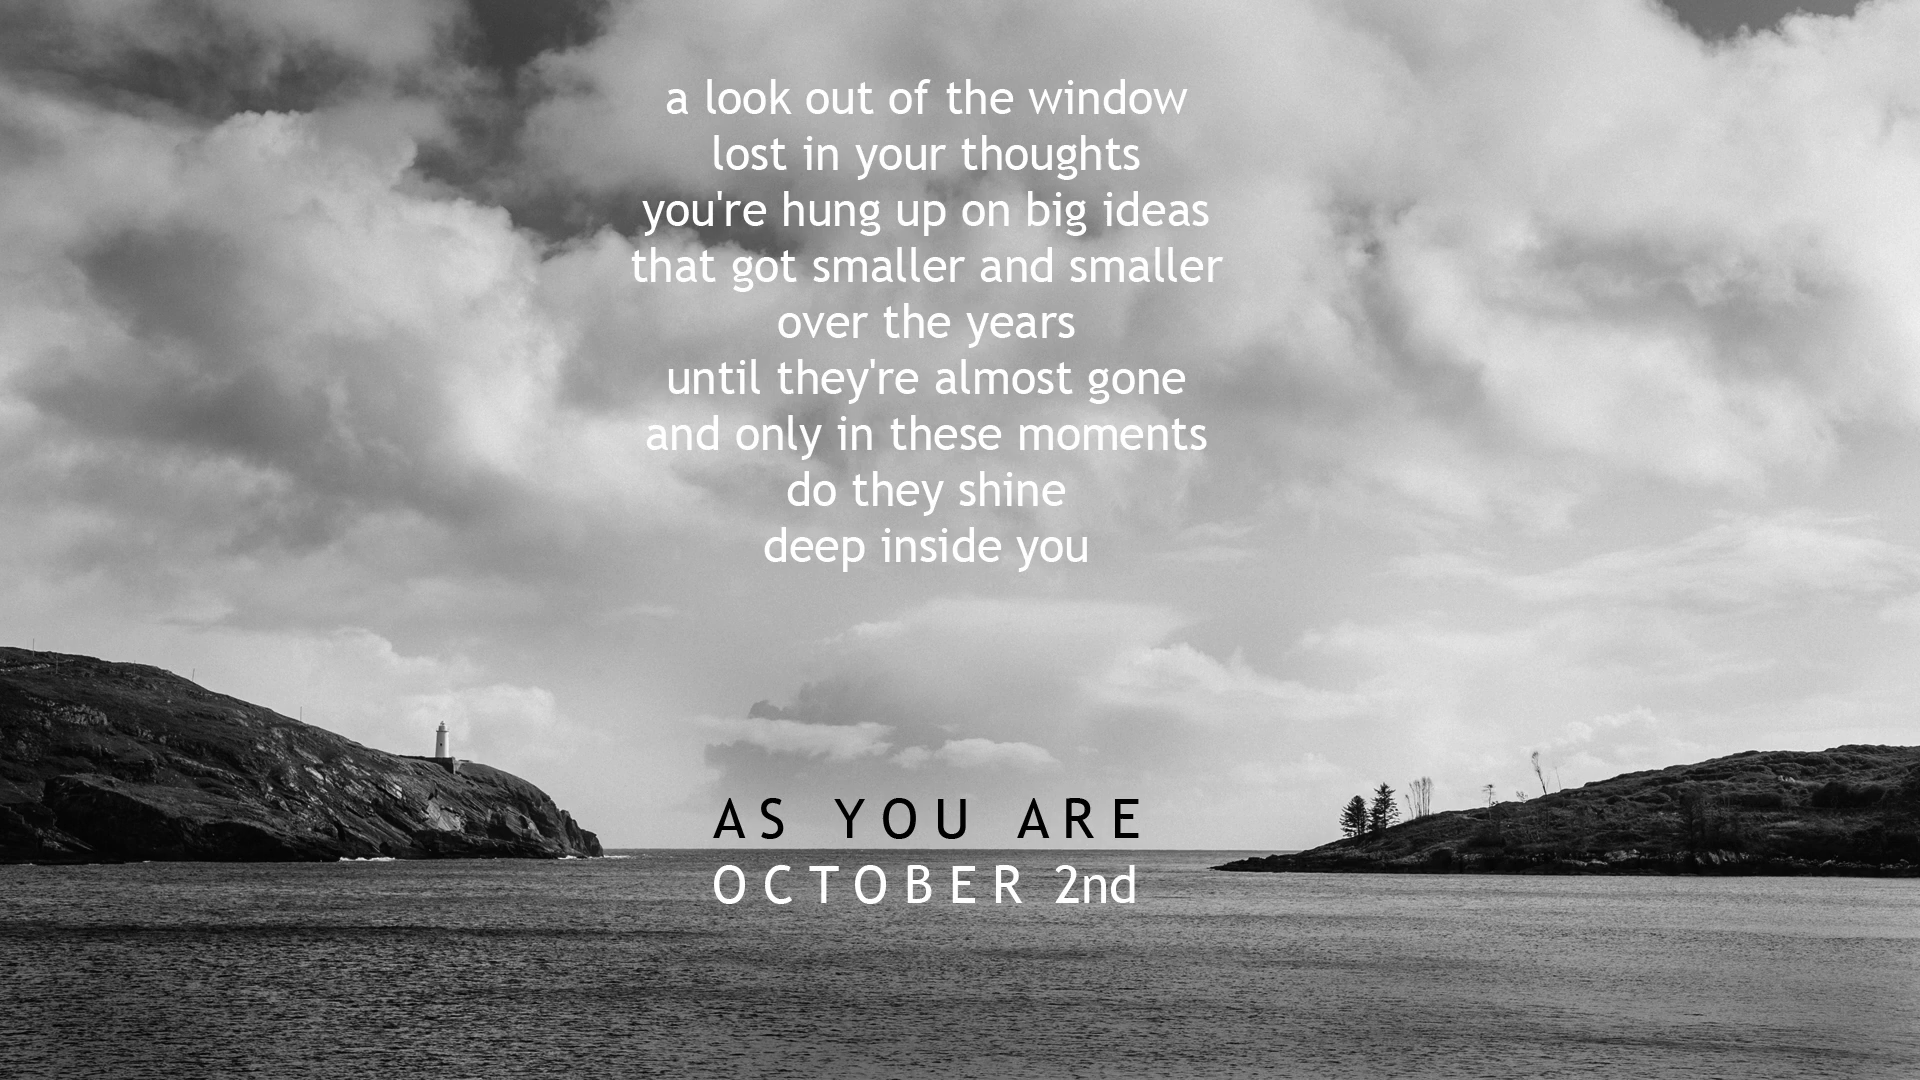 a look out of the window
lost in your thoughts
you're hung up on big ideas
that got smaller and smaller
over the years
until they're almost gone
and only in these moments
do they shine
deep inside you
AS YOU ARE
OCTOBER 2nd